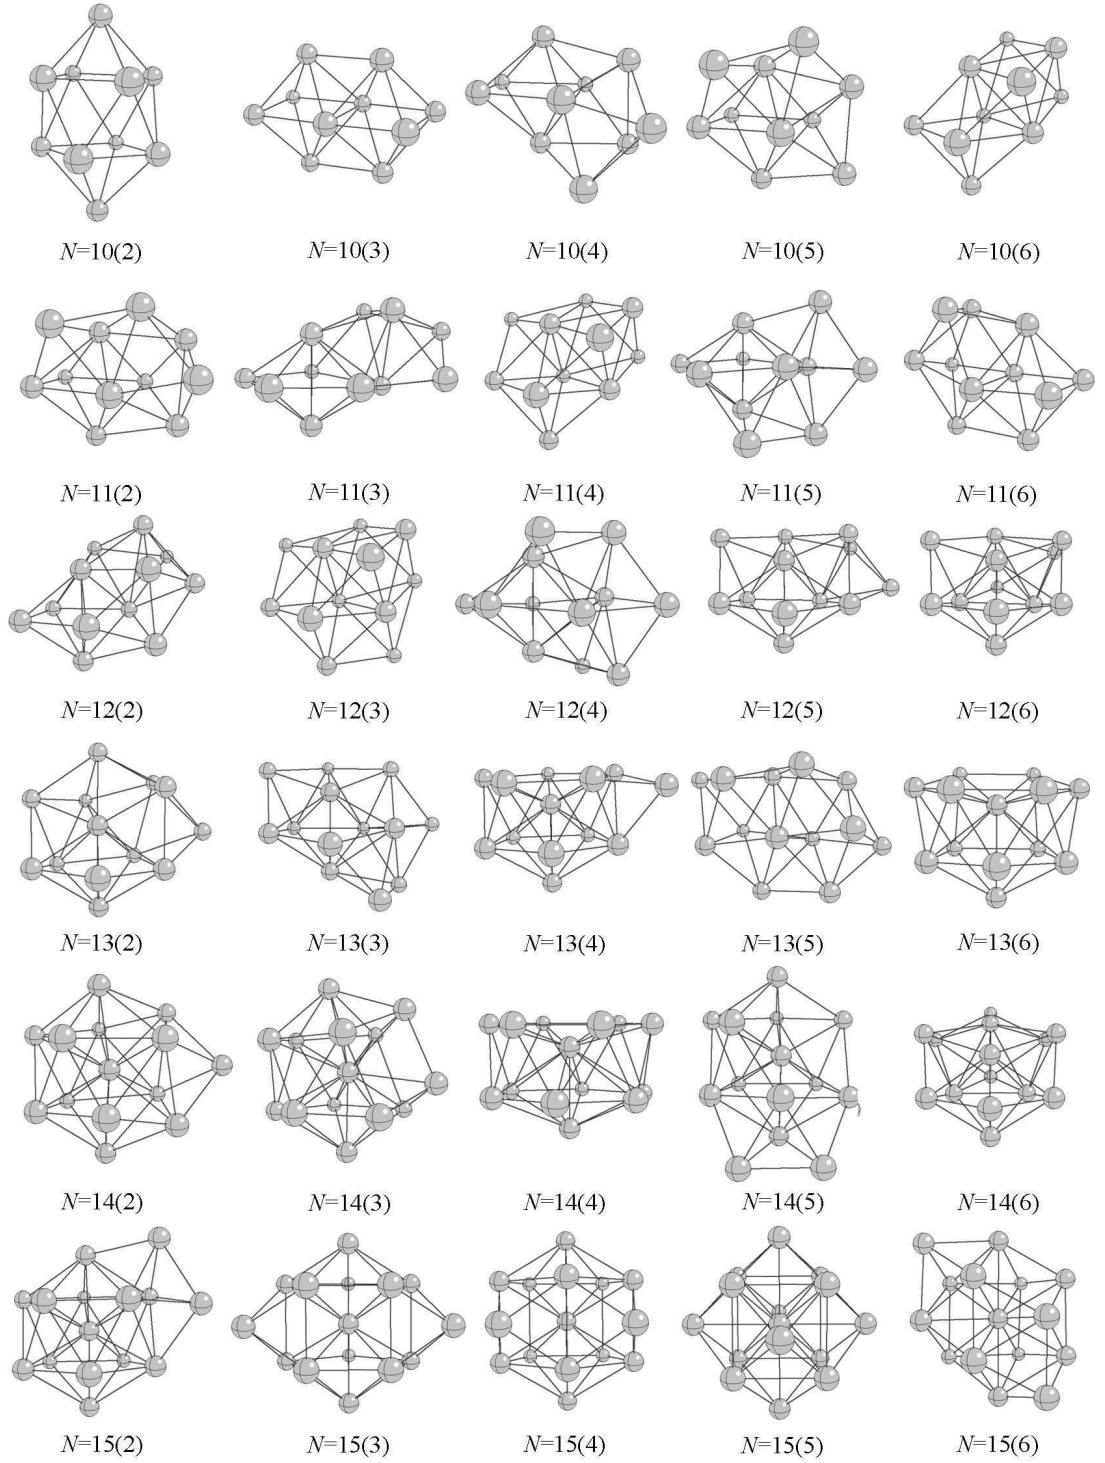 N=10(2) N=10(3) N=10(4) N=10(5) N=10(6)
N=11(2) N=11(3) N=11(4) N=11(5) N=11(6)
N=12(2) N=12(3) N=12(4) N=12(5) N=12(6)
N=13(2) N=13(3) N=13(4) N=13(5) N=13(6)
N=14(2) N=14(3) N=14(4) N=14(5) N=14(6)
N=15(2) N=15(3) N=15(4) N=15(5) N=15(6)